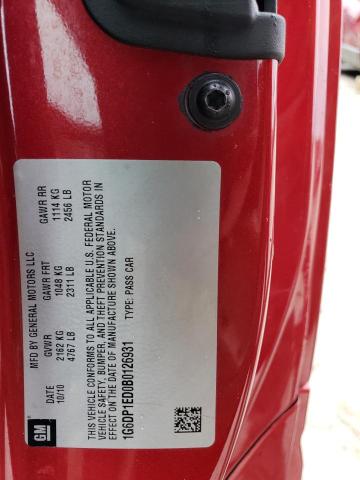 GM
MFD BY GENERAL MOTORS LLC
DATE GVWR GAWR FRT GAWR RR
10/10 2162 KG 1048 KG 1114 KG
4767 LB 2311 LB 2456 LB
THIS VEHICLE CONFORMS TO ALL APPLICABLE U.S. FEDERAL MOTOR
VEHICLE SAFETY, BUMPER, AND THEFT PREVENTION STANDARDS IN
EFFECT ON THE DATE OF MANUFACTURE SHOWN ABOVE.
1G6DP1ED0B0126931 TYPE: PASS CAR